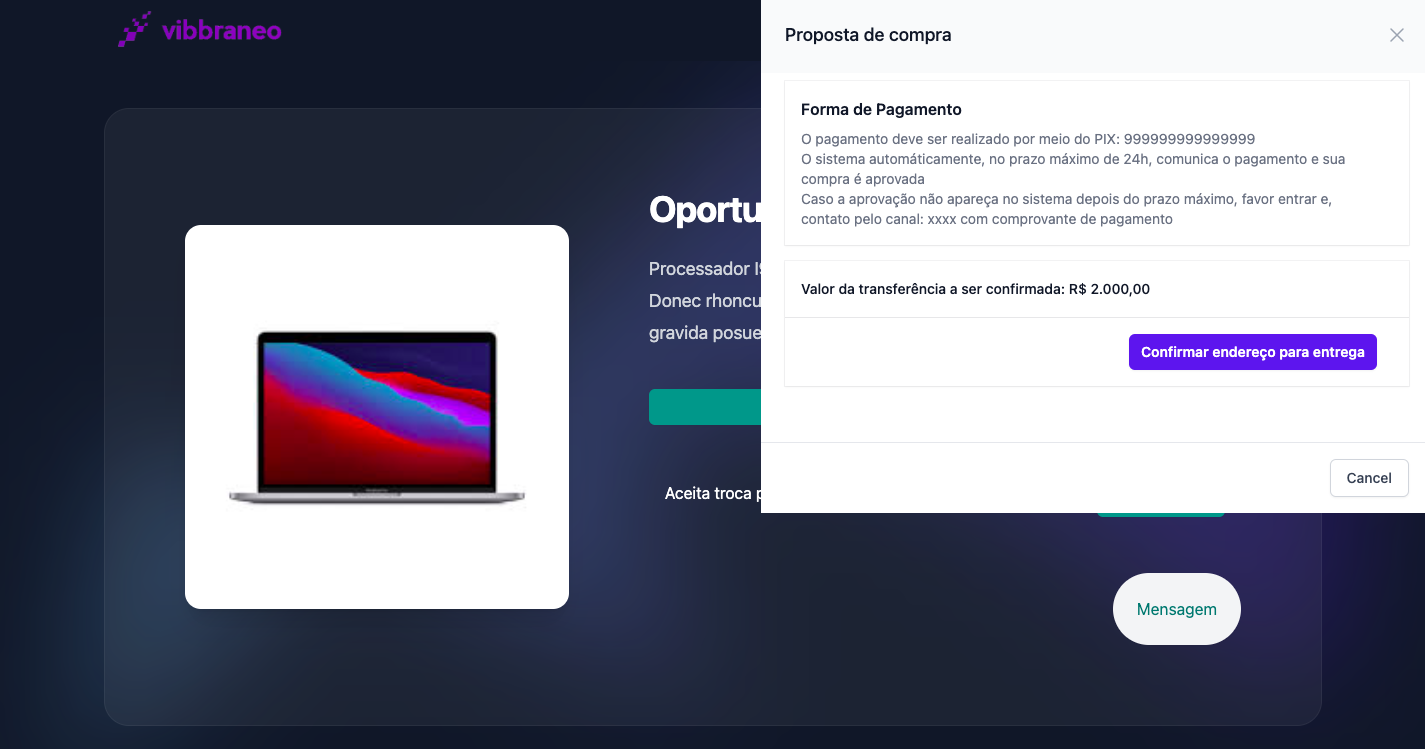 vibbraneo
Proposta de compra
Forma de Pagamento
O pagamento deve ser realizado por meio do PIX: 999999999999999
O sistema automáticamente, no prazo máximo de 24h, comunica o pagamento e sua
compra é aprovada
Caso a aprovação não apareça no sistema depois do prazo máximo, favor entrar e,
contato pelo canal: xxxx com comprovante de pagamento
Valor da transferência a ser confirmada: R$ 2.000,00
Confirmar endereço para entrega
Cancel
Oportu
Processador I9
Donec rhoncu
gravida posue
Aceita troca p
Mensagem